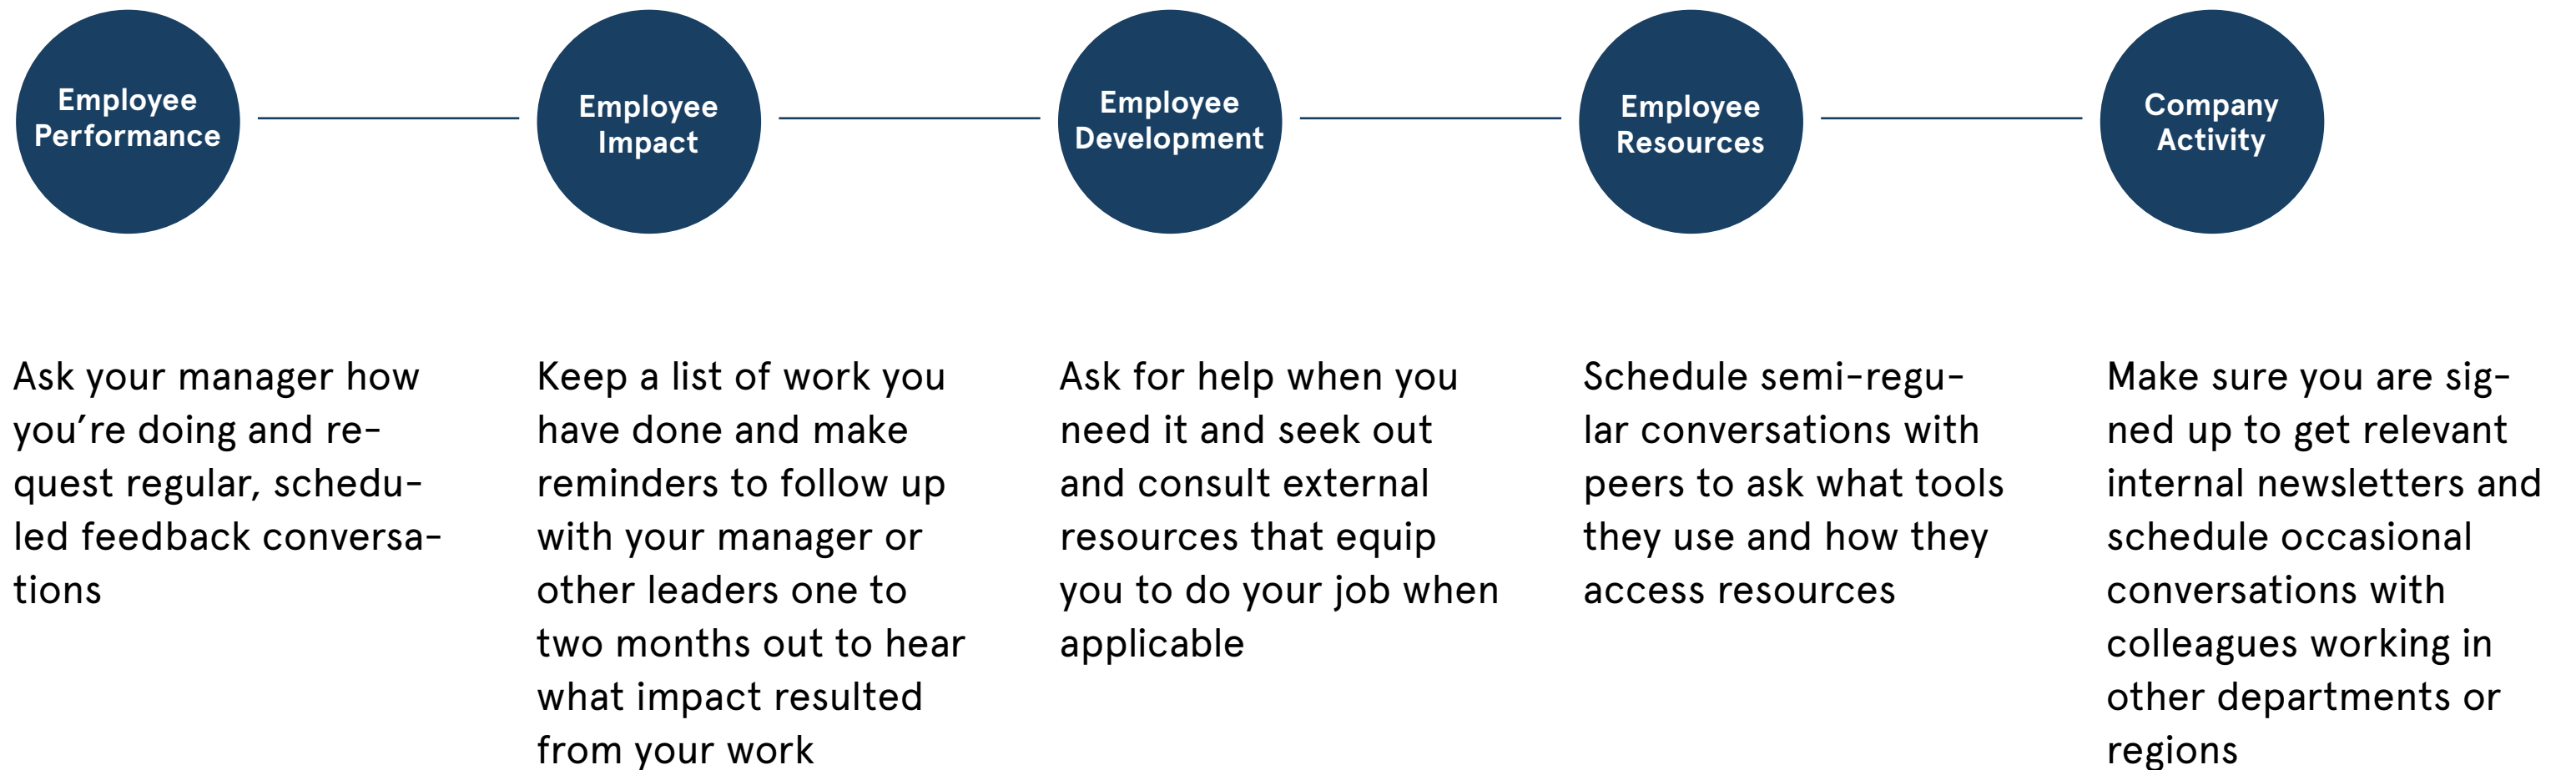 Employee
Performance
Employee
Impact
Employee
Development
Employee
Resources
Company
Activity
Ask your manager how
you’re doing and re-
quest regular, schedu-
led feedback conversa-
tions
Keep a list of work you
have done and make
reminders to follow up
with your manager or
other leaders one to
two months out to hear
what impact resulted
from your work
Ask for help when you
need it and seek out
and consult external
resources that equip
you to do your job when
applicable
Schedule semi-regu-
lar conversations with
peers to ask what tools
they use and how they
access resources
Make sure you are sig-
ned up to get relevant
internal newsletters and
schedule occasional
conversations with
colleagues working in
other departments or
regions